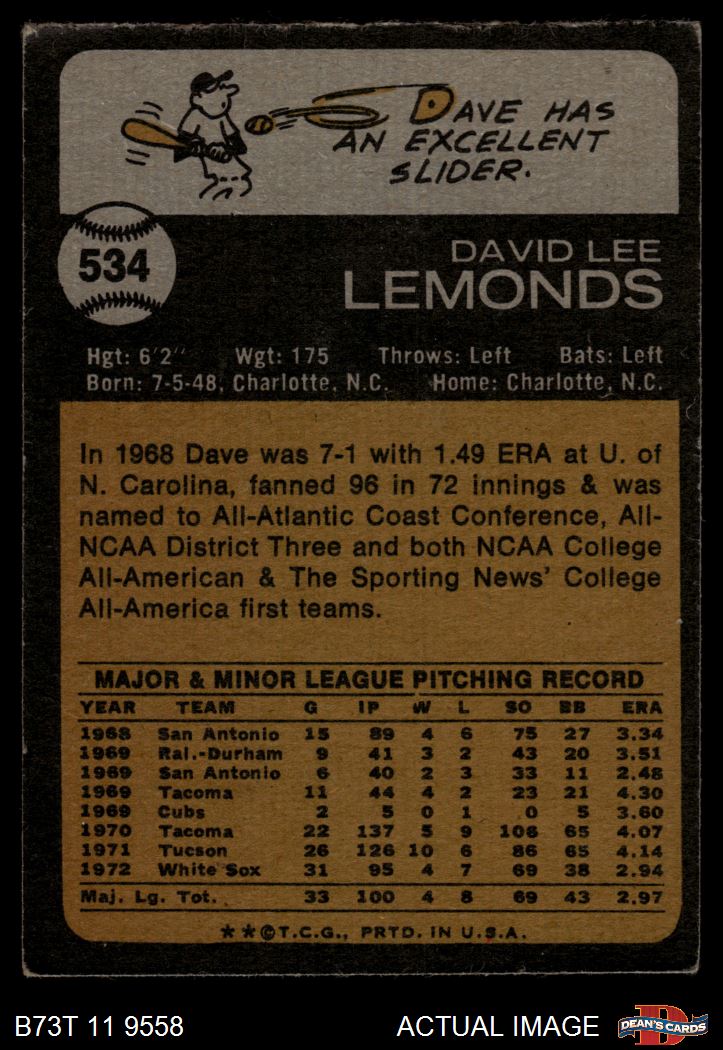 DAVE HAS
AN EXCELLENT
SLIDER.
534
DAVID LEE
LEMONDS
Hgt: 6'2" Wgt: 175 Throws: Left Bats: Left
Born: 7-5-48, Charlotte, N.C. Home: Charlotte, N.C.
In 1968 Dave was 7-1 with 1.49 ERA at U. of
N. Carolina, fanned 96 in 72 innings & was
named to All-Atlantic Coast Conference, All-
NCAA District Three and both NCAA College
All-American & The Sporting News' College
All-America first teams.
MAJOR & MINOR LEAGUE PITCHING RECORD
YEAR TEAM G IP W L SO BB ERA
1968 San Antonio 15 89 4 6 75 27 3.34
1969 Ral.-Durham 9 41 3 2 43 20 3.51
1969 San Antonio 6 40 2 3 33 11 2.48
1969 Tacoma 11 44 4 2 23 21 4.30
1969 Cubs 2 5 0 1 0 5 3.60
1970 Tacoma 22 137 5 9 106 65 4.07
1971 Tucson 26 126 10 6 86 65 4.14
1972 White Sox 31 95 4 7 69 38 2.94
Maj. Lg. Tot. 33 100 4 8 69 43 2.97
**©T.C.G., PRTD. IN U.S.A.
B73T 11 9558 ACTUAL IMAGE
D
DEAN'S CARDS